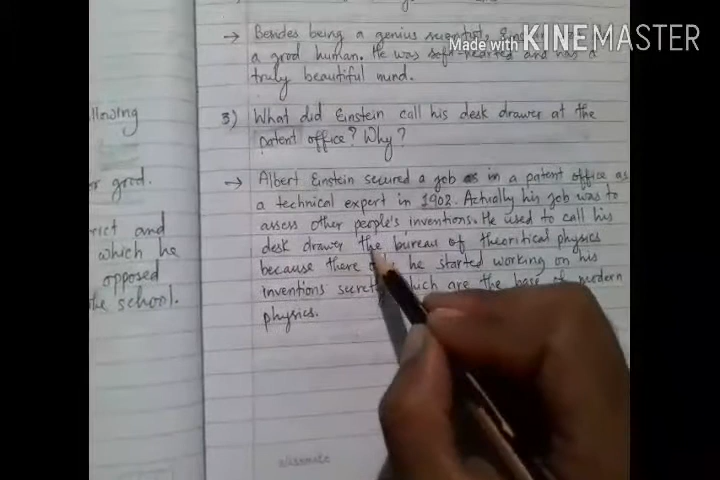 Made with KINEMASTER
→ Besdes being a genius scientist,
a good human. He was soft-hearted and has a
truly beautiful mind.
llowing
3) What did Einstein call his desk drawer at the
patent office? Why?
good.
→ Albert Einstein secured a job as in a patent office as
a technical expert in 1902. Actually his job was to
rict and
assess other people's inventions. He used to call his
which he
desk drawer the bureau of theoritical physics
opposed
because there he started working on his
the school.
inventions which are the base of modern
physics.